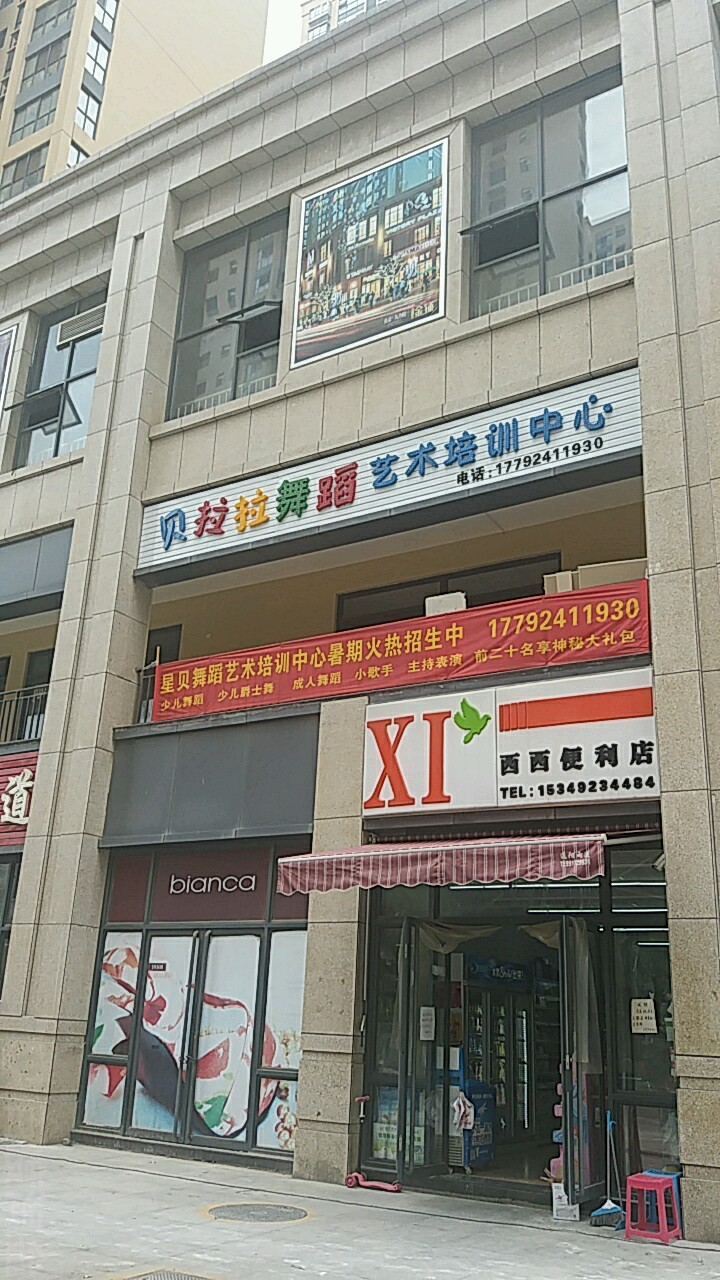 贝拉拉舞蹈艺术培训中心
电话:17792411930
星贝舞蹈艺术培训中心暑期火热招生中 17792411930
少儿舞蹈 少儿爵士舞 成人舞蹈 小歌手 主持表演 前二十名享神秘大礼包
XI
西西便利店
TEL:15349234484
道
bianca